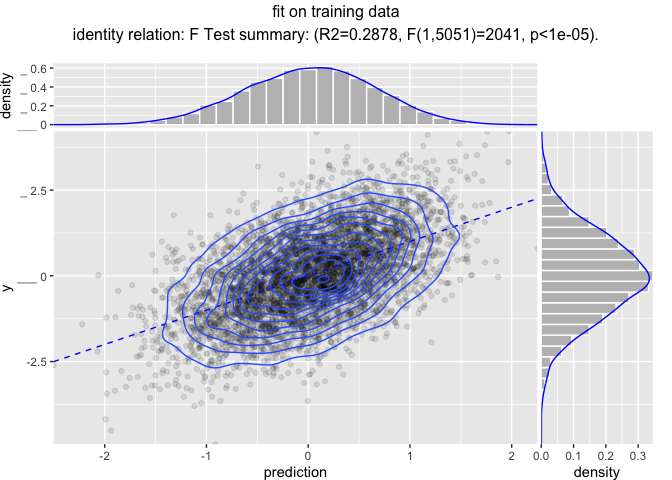 fit on training data
identity relation: F Test summary: (R2=0.2878, F(1,5051)=2041, p<1e-05).
density
0.6
0.4
0.2
0
y
2.5
0
-2.5
-2 -1 0 1 2
prediction
0.0 0.1 0.2 0.3
density